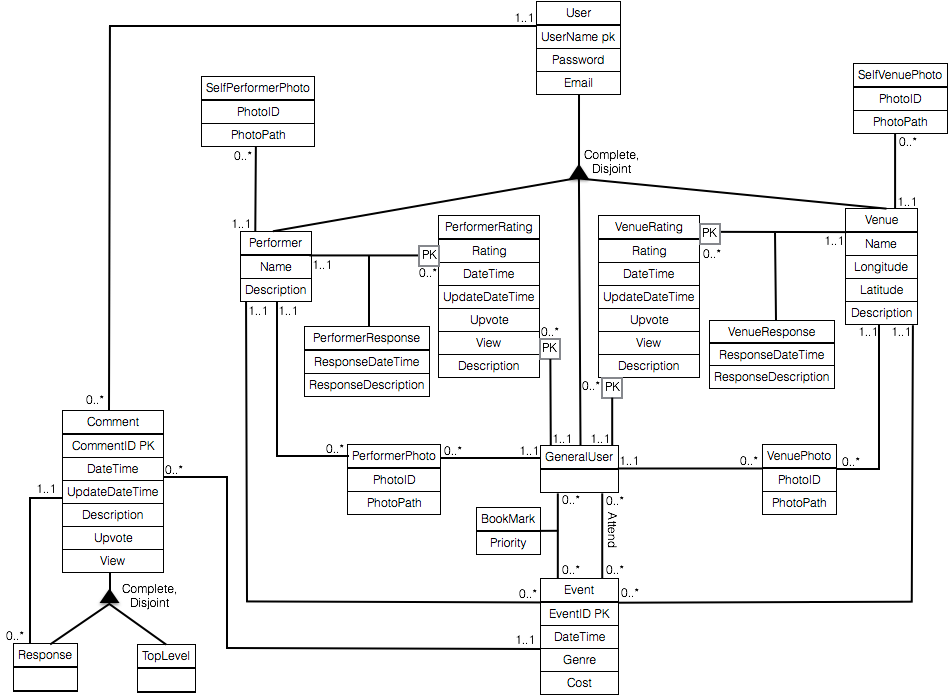 1..1
User
UserName pk
Password
Email
SelfPerformerPhoto
PhotoID
PhotoPath
0..*
SelfVenuePhoto
PhotoID
PhotoPath
0..*
Complete,
Disjoint
1..1
Performer
Name
Description
1..1
1..1
1..1
PK
0..*
PerformerRating
Rating
DateTime
UpdateDateTime
Upvote
View
Description
0..*
PK
VenueRating
Rating
DateTime
UpdateDateTime
Upvote
View
Description
PK
0..*
0..*
PK
1..1
Venue
Name
Longitude
Latitude
Description
1..1
1..1
1..1
PerformerResponse
ResponseDateTime
ResponseDescription
VenueResponse
ResponseDateTime
ResponseDescription
0..*
Comment
CommentID PK
DateTime
UpdateDateTime
Description
Upvote
View
0..*
1..1
0..*
PerformerPhoto
PhotoID
PhotoPath
0..*
1..1
1..1
1..1
GeneralUser
1..1
0..*
VenuePhoto
PhotoID
PhotoPath
0..*
0..*
0..*
BookMark
Priority
Attend
0..*
0..*
Complete,
Disjoint
0..*
Event
EventID PK
DateTime
Genre
Cost
0..*
1..1
0..*
Response
TopLevel